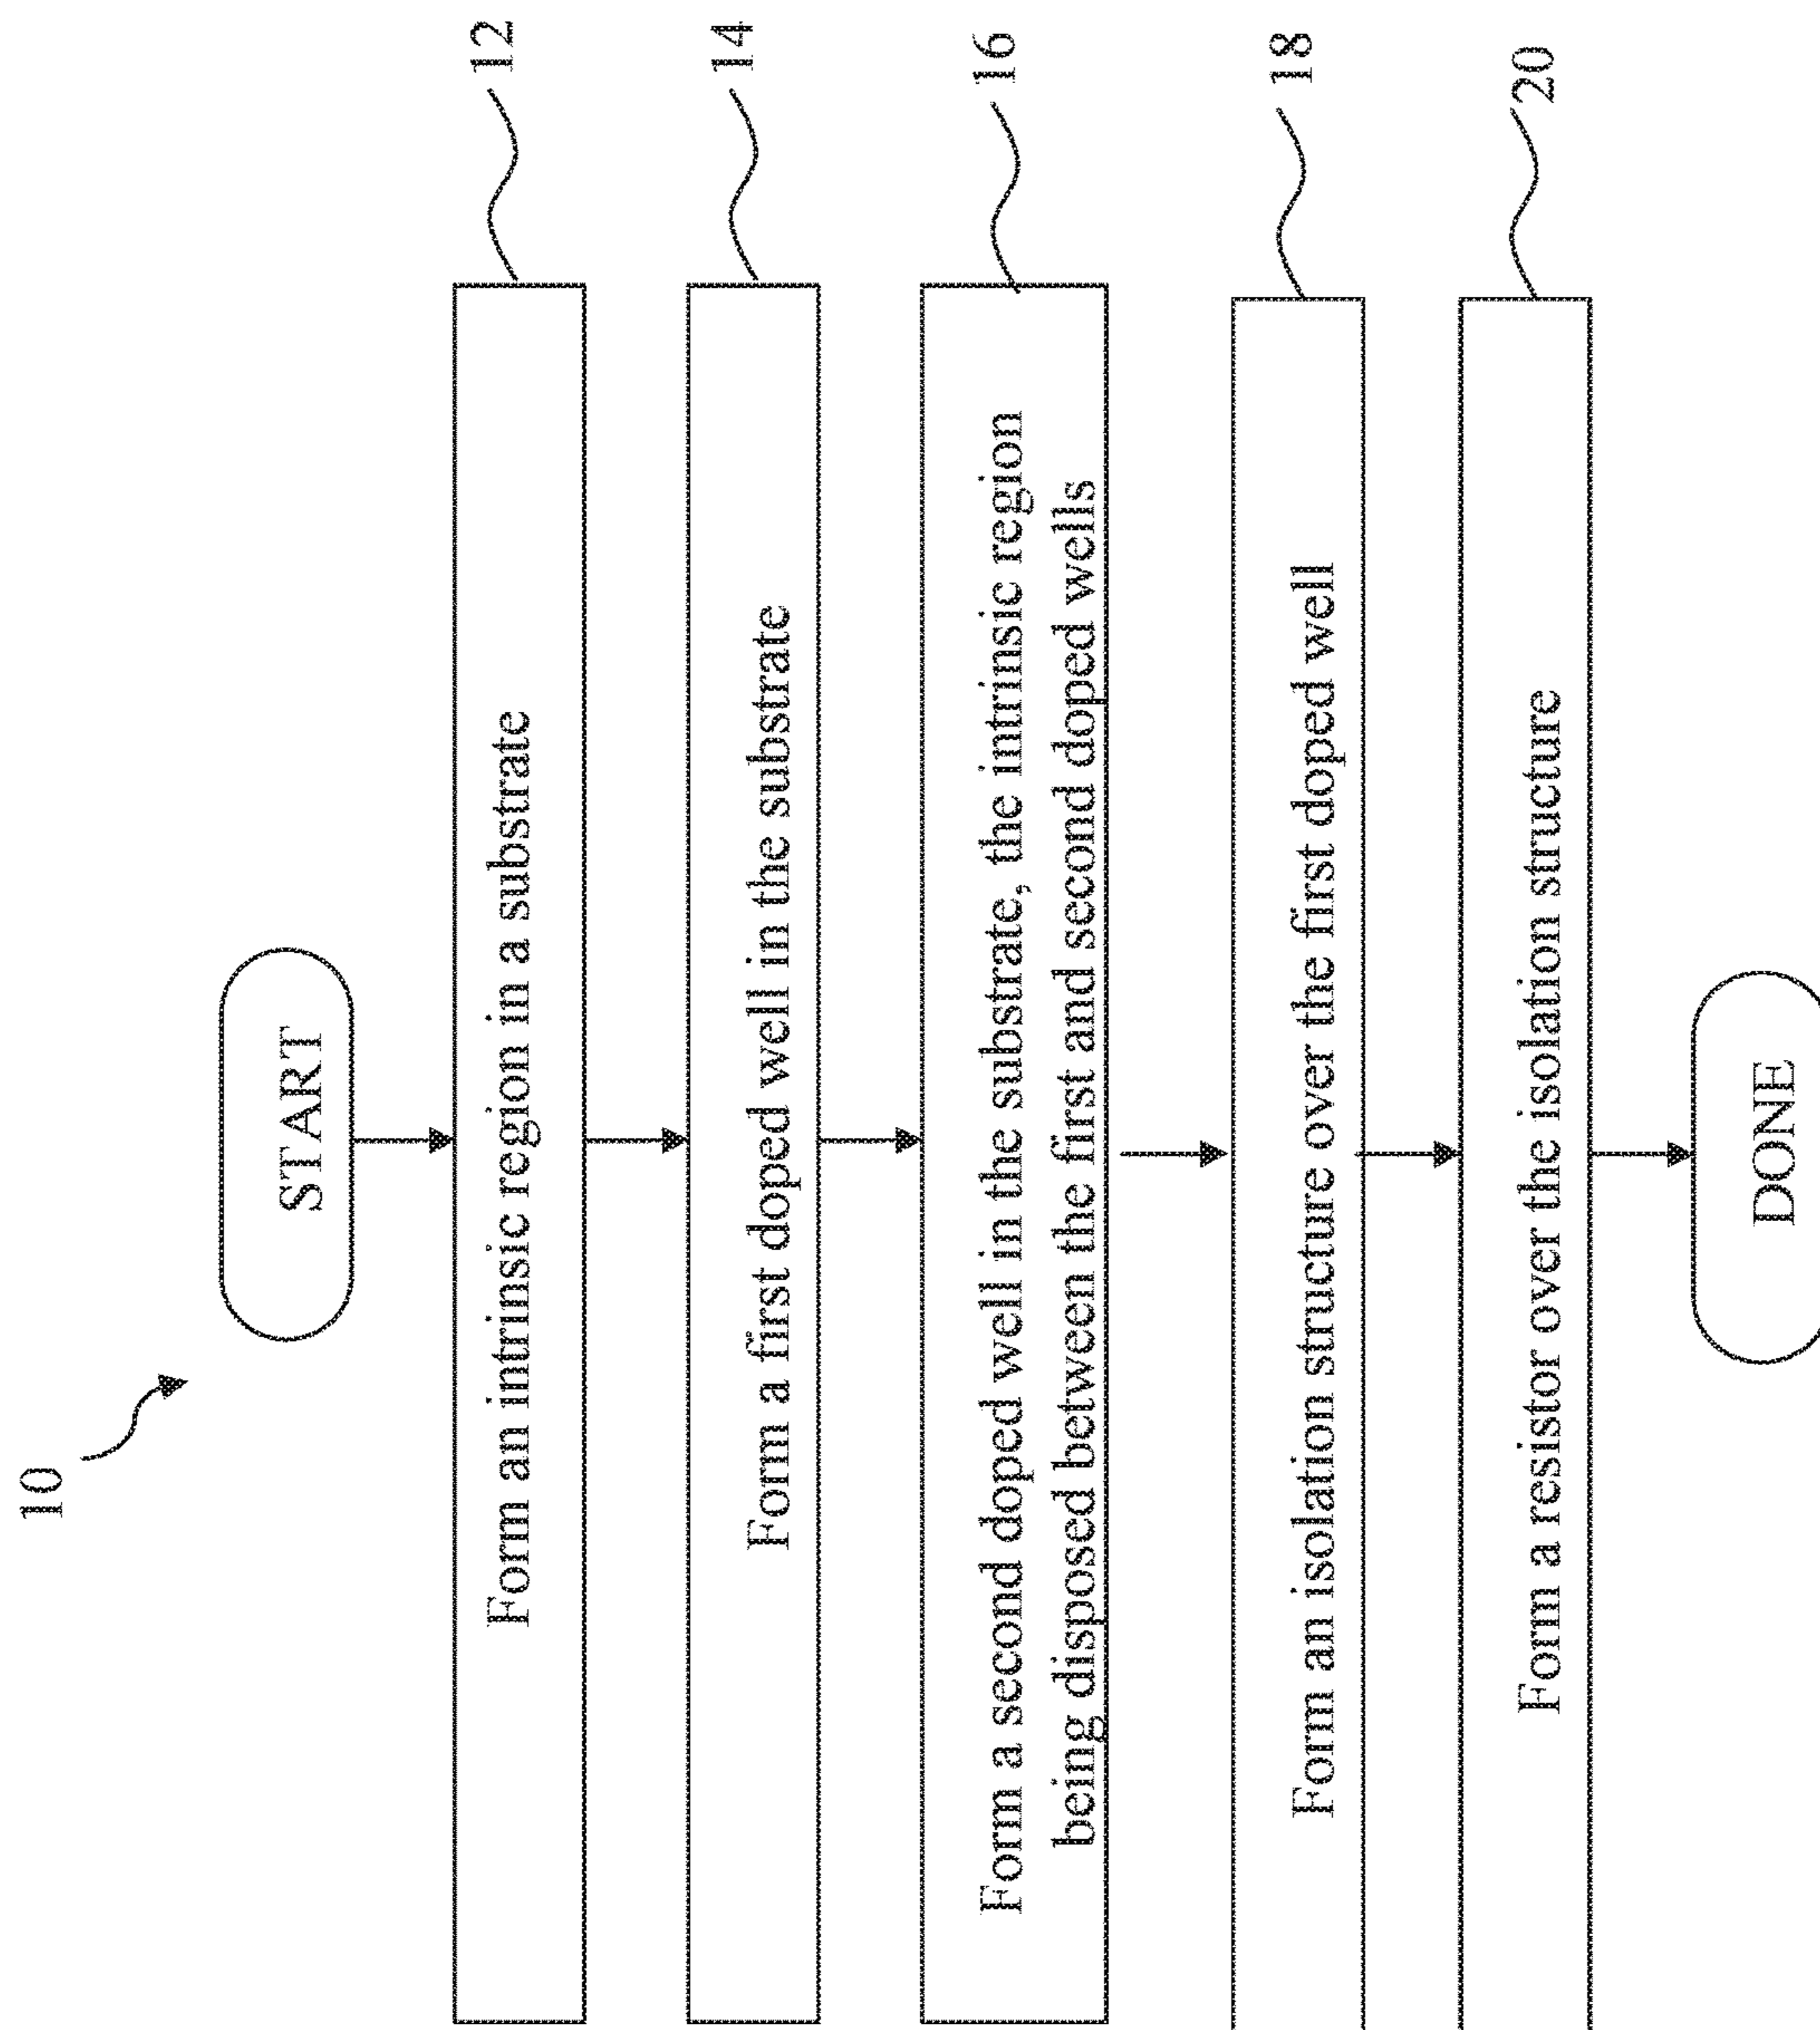 10
START
Form an intrinsic region in a substrate
12
Form a first doped well in the substrate
14
Form a second doped well in the substrate, the intrinsic region
being disposed between the first and second doped wells
16
Form an isolation structure over the first doped well
18
Form a resistor over the isolation structure
20
DONE